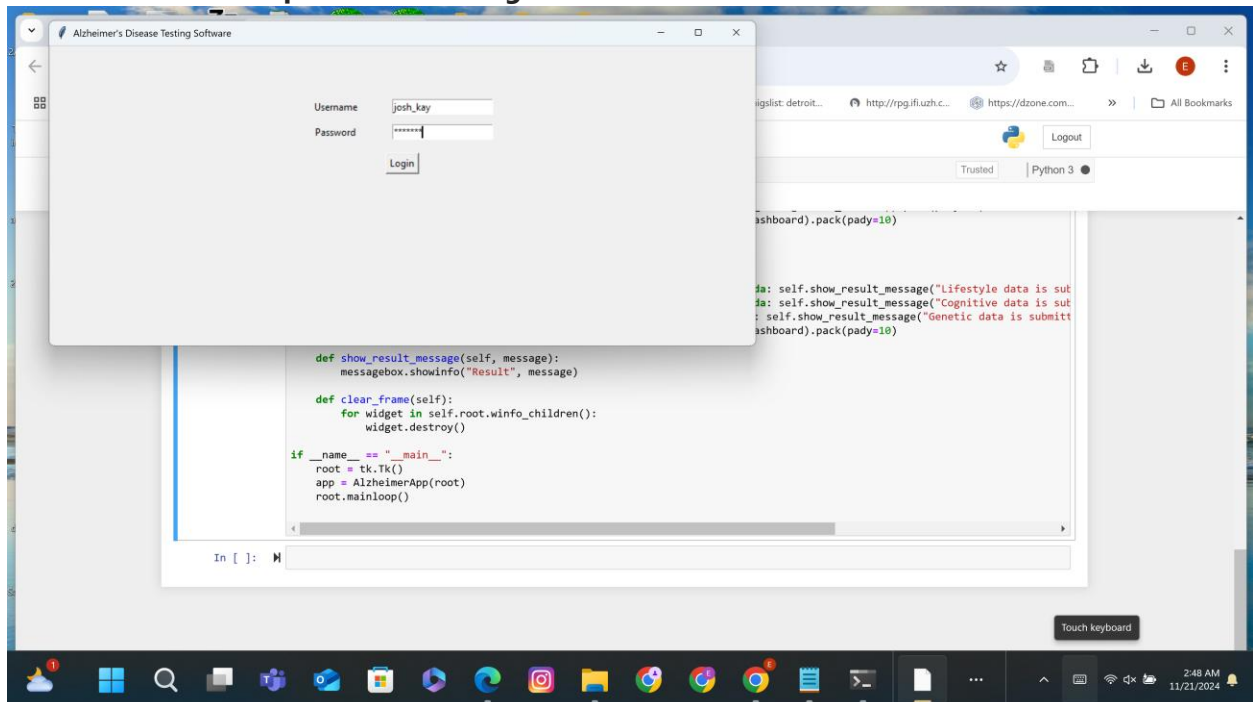 Alzheimer's Disease Testing Software
Username josh_kay
Password *******
Login
igslist: detroit...
http://rpg.ifi.uzh.c...
https://dzone.com...
»
All Bookmarks
E
Logout
Trusted
Python 3
ashboard).pack(pady=10)
da: self.show_result_message("Lifestyle data is sub
da: self.show_result_message("Cognitive data is sub
: self.show_result_message("Genetic data is submitt
ashboard).pack(pady=10)
def show_result_message(self, message):
messagebox.showinfo("Result", message)
def clear_frame(self):
for widget in self.root.winfo_children():
widget.destroy()
if __name__ == "__main__":
root = tk.Tk()
app = AlzheimerApp(root)
root.mainloop()
In [ ]:
Touch keyboard
1
2:48 AM
11/21/2024